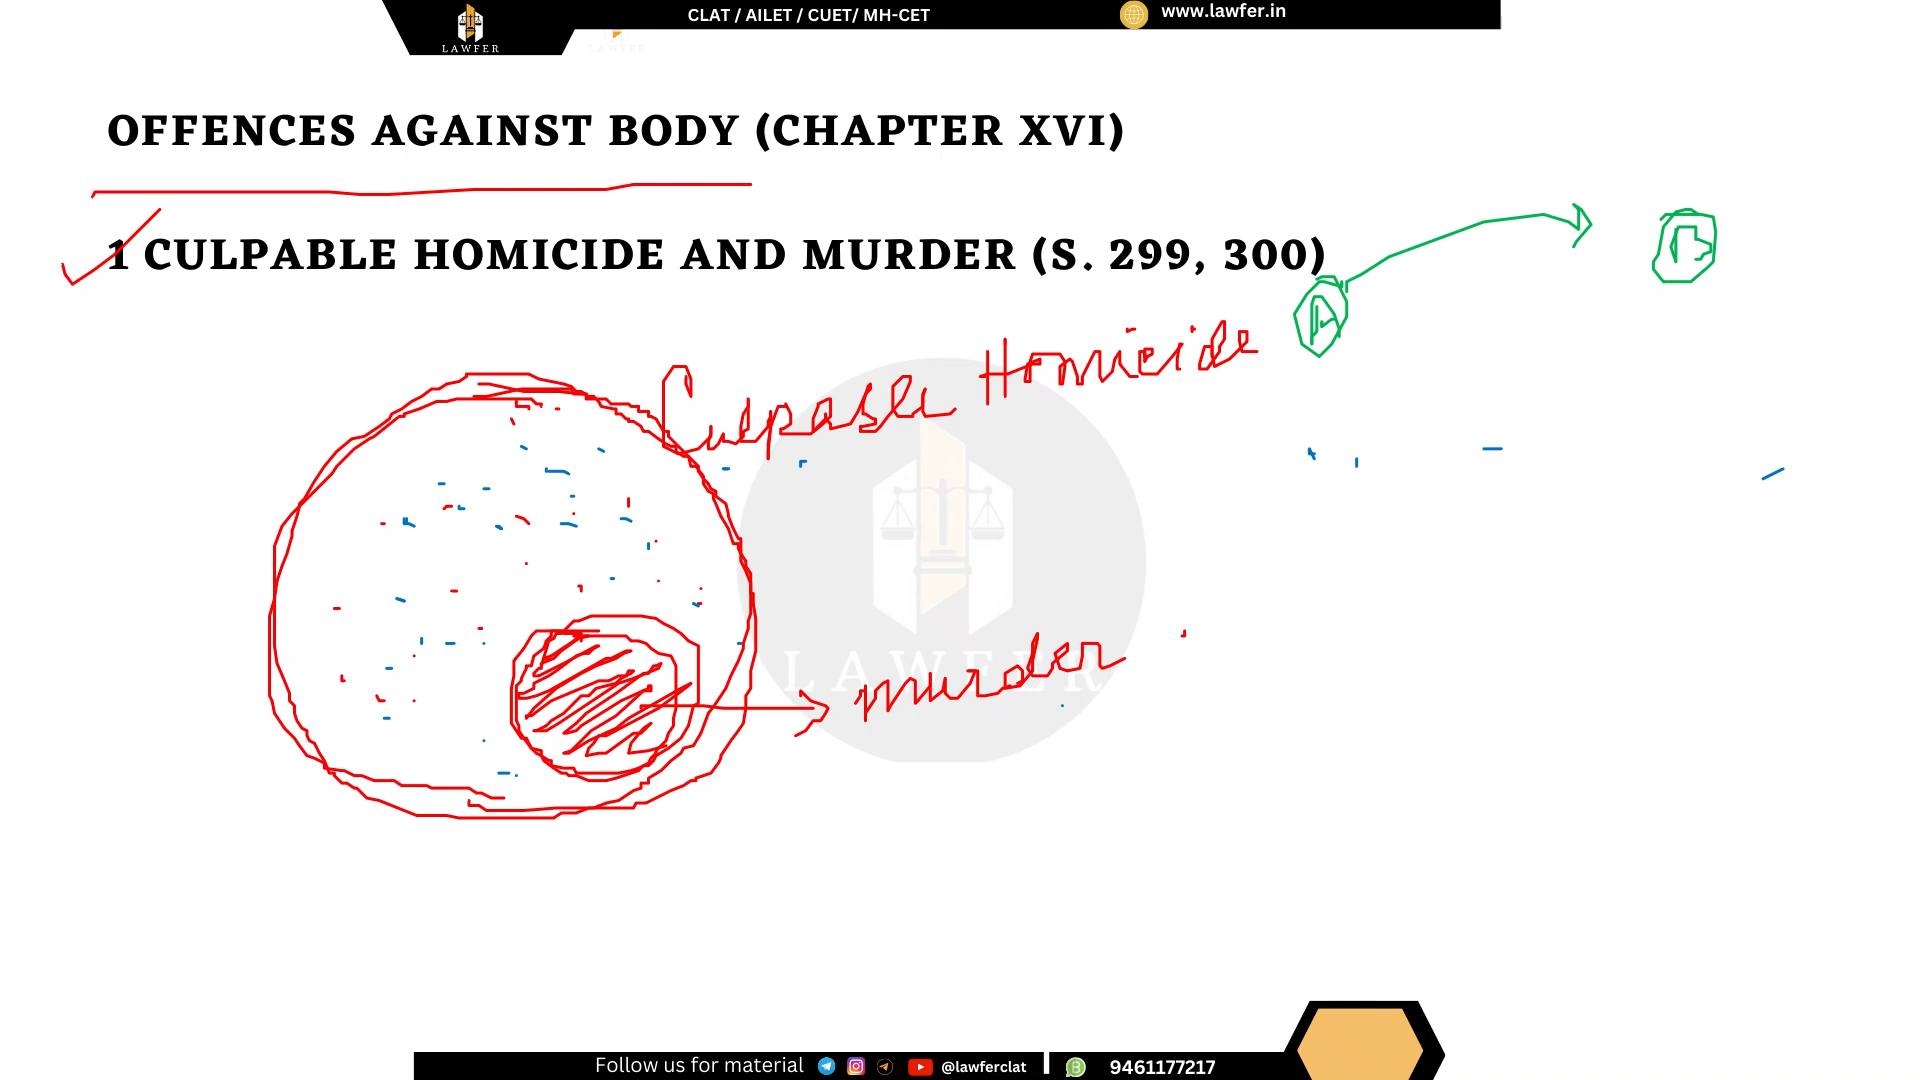 CLAT / AILET / CUET/ MH-CET
www.lawfer.in
LAWFER
LAWFER
OFFENCES AGAINST BODY (CHAPTER XVI)
1 CULPABLE HOMICIDE AND MURDER (S. 299, 300)
A
Culpable Homicide
LAWFER
murder
Follow us for material
@lawferclat
9461177217